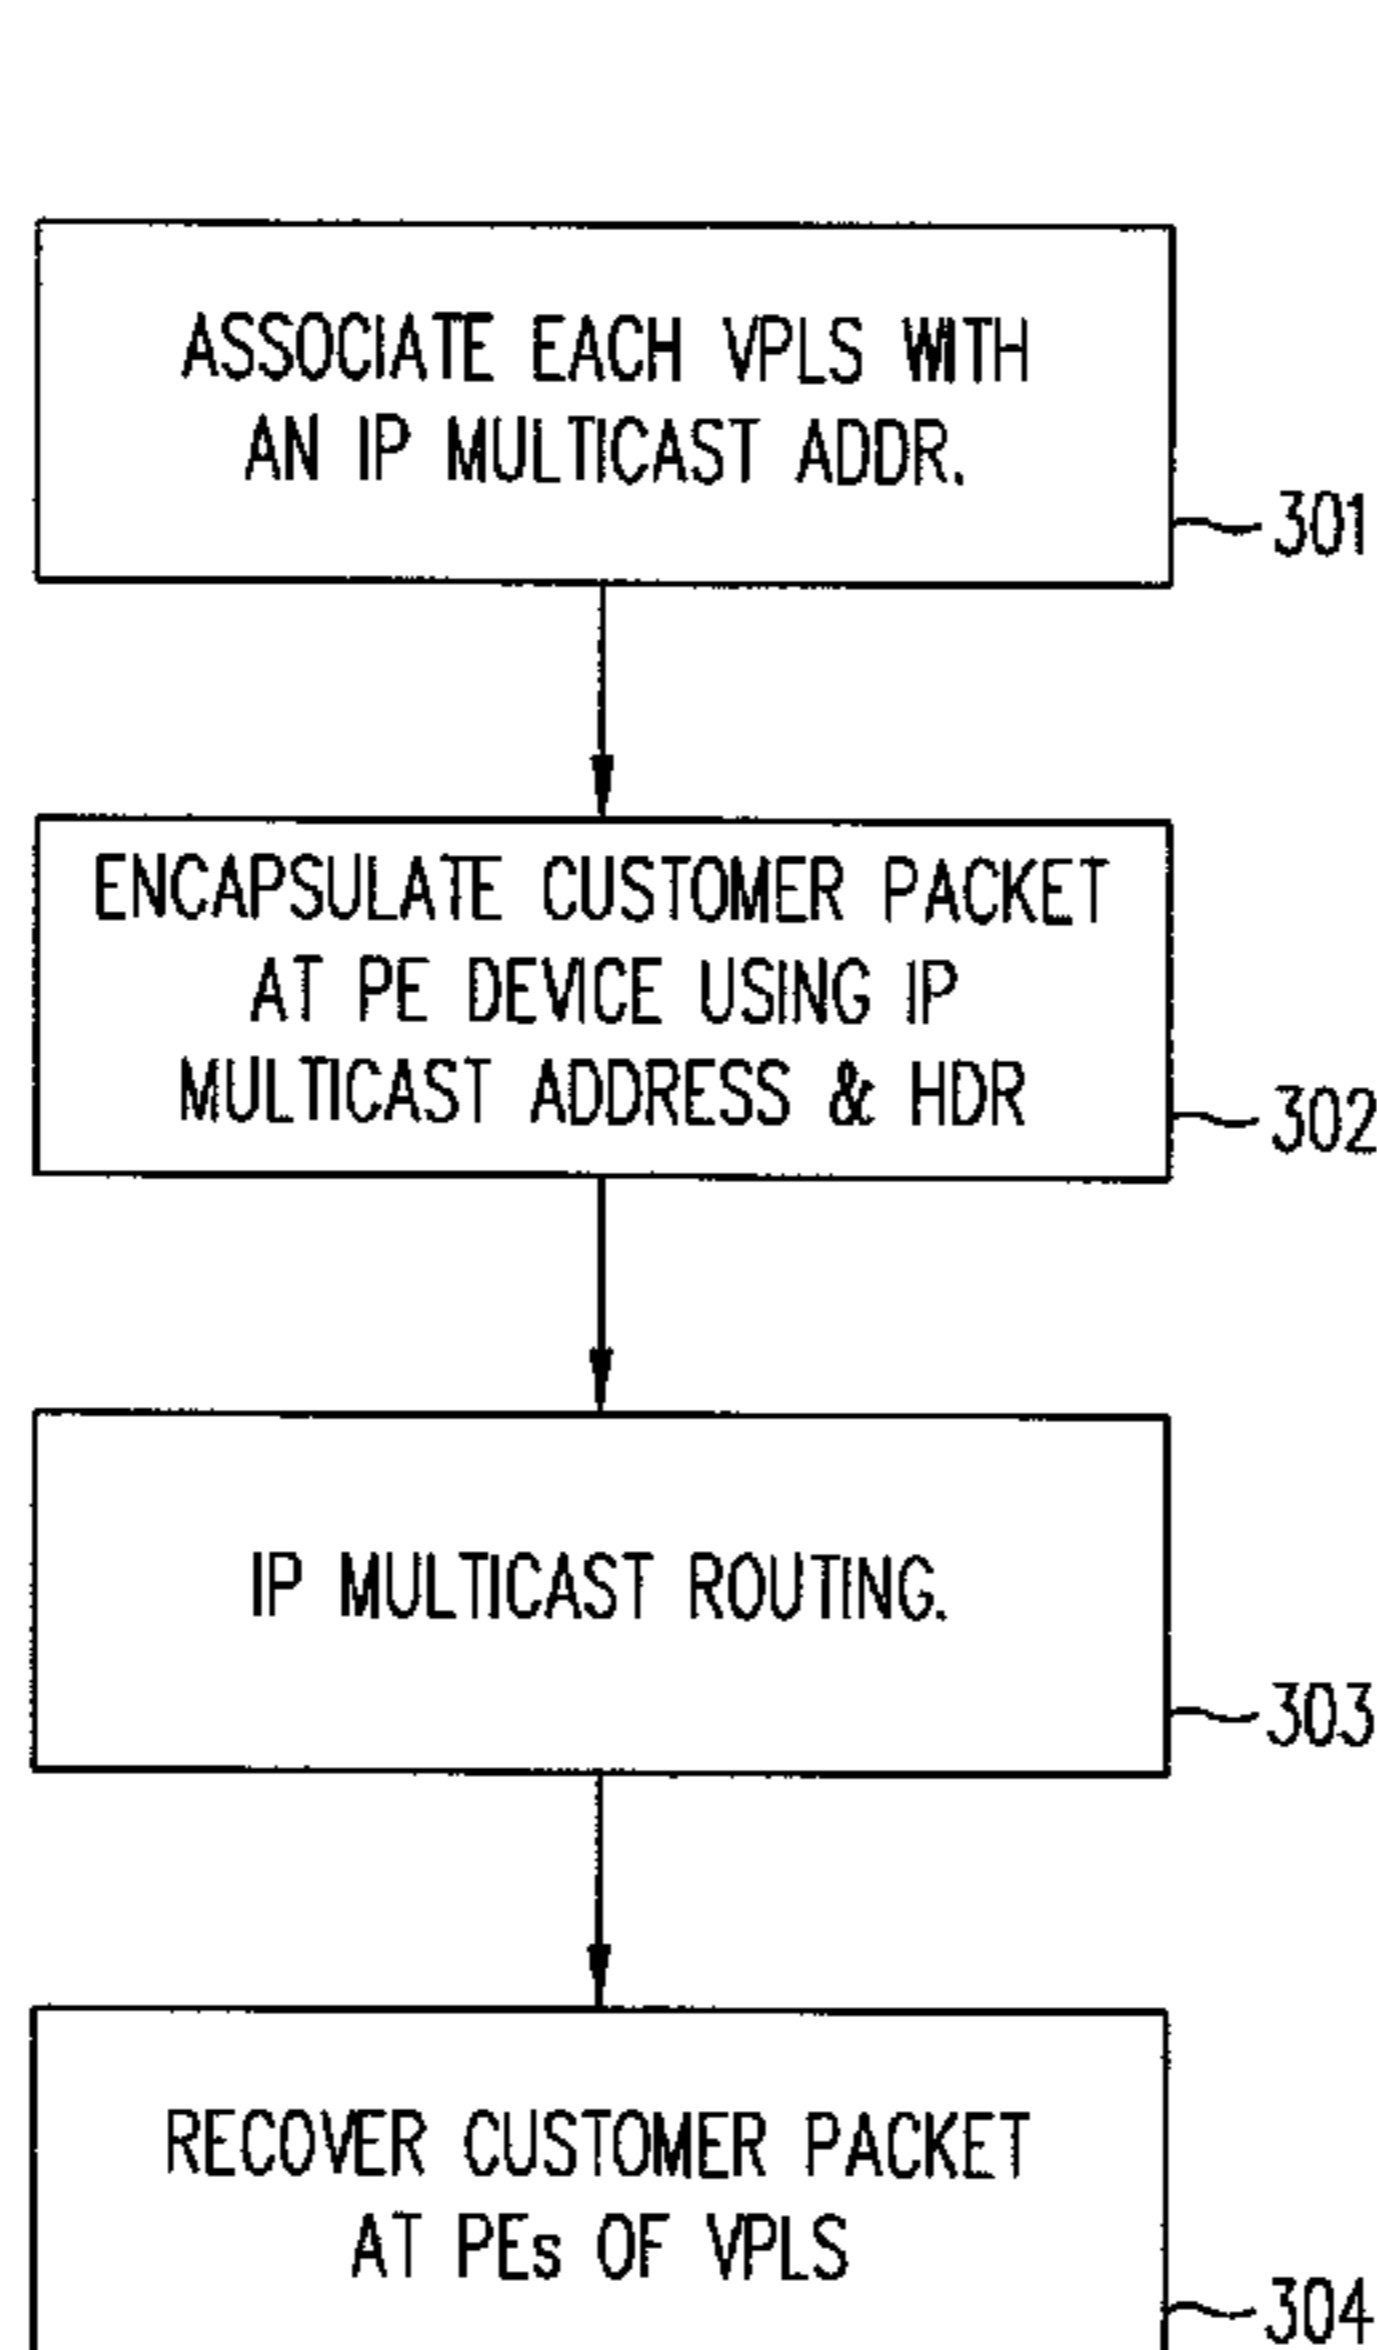 ASSOCIATE EACH VPLS WITH
AN IP MULTICAST ADDR.
301
ENCAPSULATE CUSTOMER PACKET
AT PE DEVICE USING IP
MULTICAST ADDRESS & HDR
302
IP MULTICAST ROUTING.
303
RECOVER CUSTOMER PACKET
AT PEs OF VPLS
304